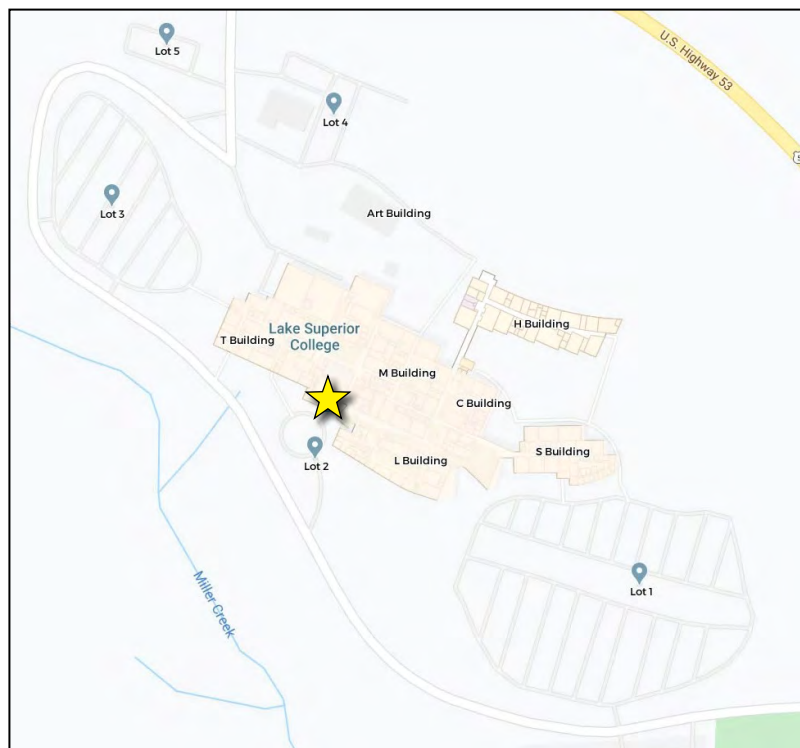 Lot 5
U.S. Highway 53
Lot 4
Lot 3
Art Building
H Building
Lake Superior
College
T Building
M Building
C Building
S Building
L Building
Lot 2
Lot 1
Miller Creek